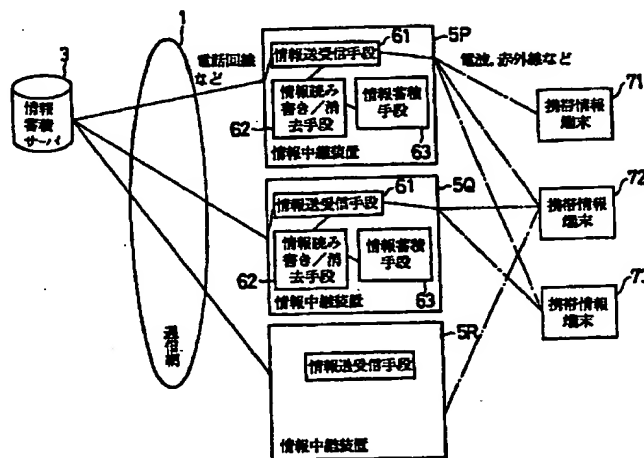 1
3
情報
蓄積
サーバ
通信網
電話回線
など
5P
61
情報送受信手段
情報読み
書き/消
去手段
62
情報蓄積
手段
63
情報中継装置
電波,赤外線など
71
携帯情報
端末
5Q
61
情報送受信手段
情報読み
書き/消
去手段
62
情報蓄積
手段
63
情報中継装置
72
携帯情報
端末
73
携帯情報
端末
5R
情報送受信手段
情報中継装置